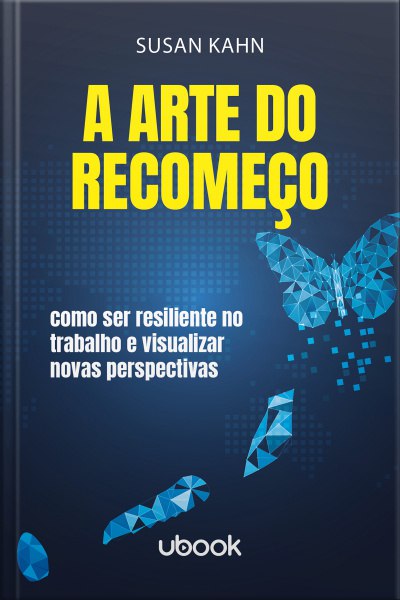 SUSAN KAHN
A ARTE DO
RECOMEÇO
como ser resiliente no
trabalho e visualizar
novas perspectivas
ubook